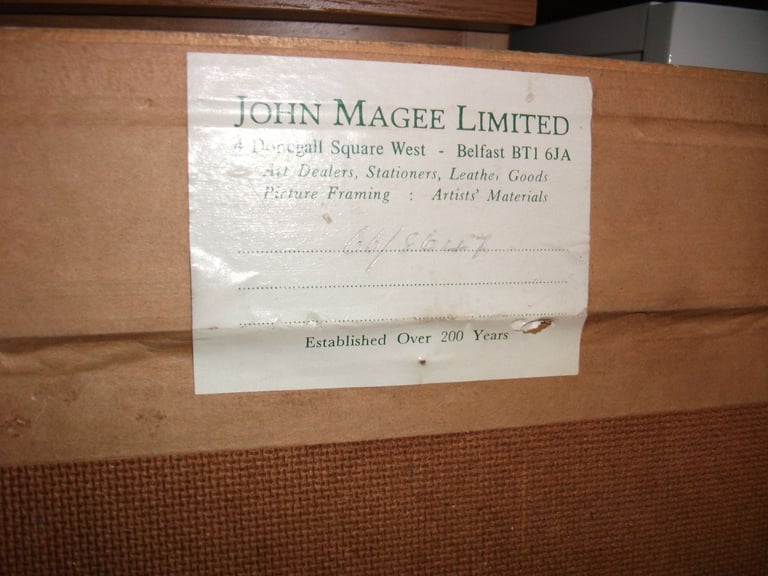 JOHN MAGEE LIMITED
4 Donegall Square West - Belfast BT1 6JA
Art Dealers, Stationers, Leather Goods
Picture Framing : Artists' Materials
Established Over 200 Years